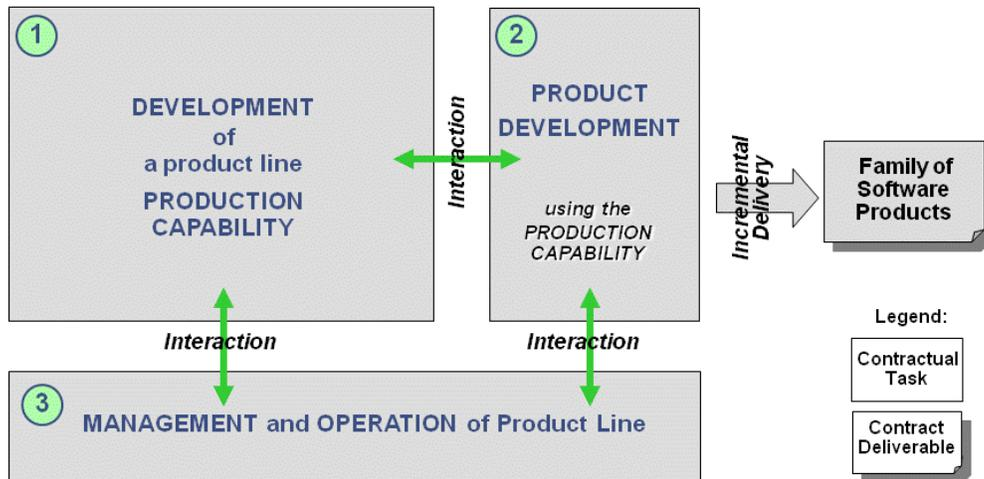 1
DEVELOPMENT
of
a product line
PRODUCTION
CAPABILITY
Interaction
2
PRODUCT
DEVELOPMENT
using the
PRODUCTION
CAPABILITY
Incremental
Delivery
Family of
Software
Products
Interaction
Interaction
3
MANAGEMENT and OPERATION of Product Line
Legend:
Contractual
Task
Contract
Deliverable